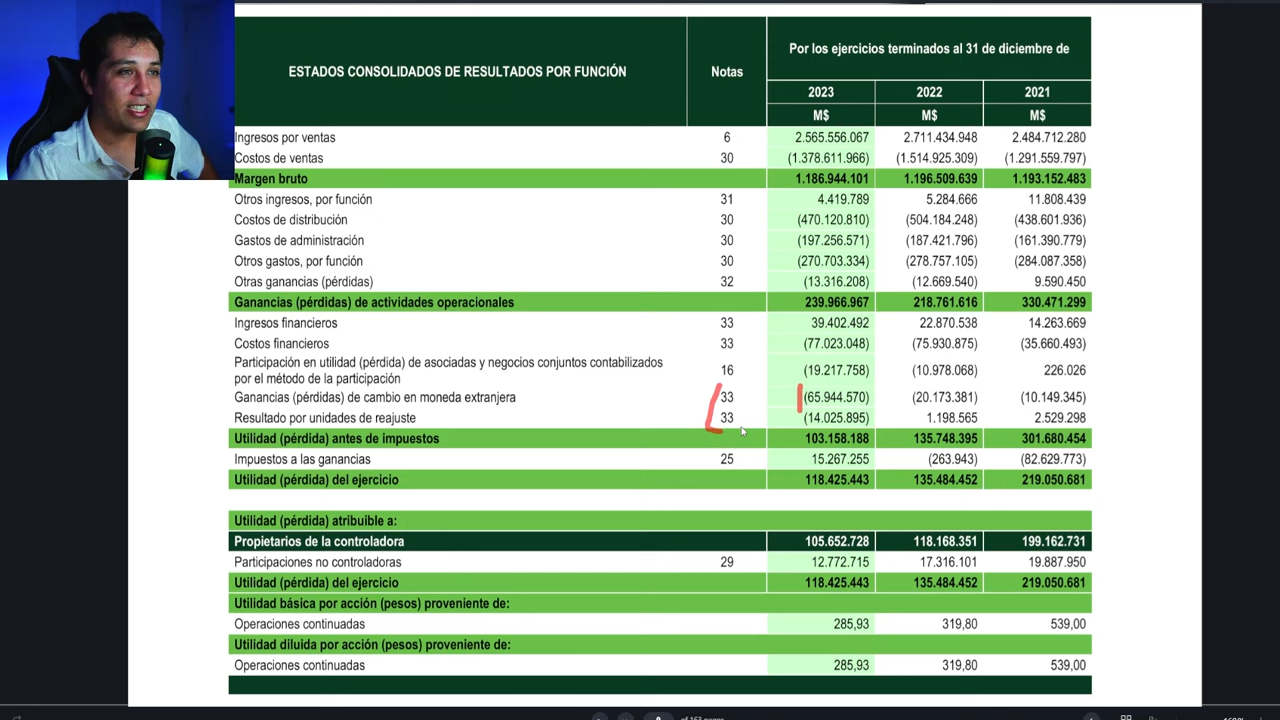 ESTADOS CONSOLIDADOS DE RESULTADOS POR FUNCIÓN Notas Por los ejercicios terminados al 31 de diciembre de
2023 2022 2021
M$ M$ M$
Ingresos por ventas 6 2.565.556.067 2.711.434.948 2.484.712.280
Costos de ventas 30 (1.378.611.966) (1.514.925.309) (1.291.559.797)
Margen bruto 1.186.944.101 1.196.509.639 1.193.152.483
Otros ingresos, por función 31 4.419.789 5.284.666 11.808.439
Costos de distribución 30 (470.120.810) (504.184.248) (438.601.936)
Gastos de administración 30 (197.256.571) (187.421.796) (161.390.779)
Otros gastos, por función 30 (270.703.334) (278.757.105) (284.087.358)
Otras ganancias (pérdidas) 32 (13.316.208) (12.669.540) 9.590.450
Ganancias (pérdidas) de actividades operacionales 239.966.967 218.761.616 330.471.299
Ingresos financieros 33 39.402.492 22.870.538 14.263.669
Costos financieros 33 (77.023.048) (75.930.875) (35.660.493)
Participación en utilidad (pérdida) de asociadas y negocios conjuntos contabilizados
por el método de la participación 16 (19.217.758) (10.978.068) 226.026
Ganancias (pérdidas) de cambio en moneda extranjera 33 (65.944.570) (20.173.381) (10.149.345)
Resultado por unidades de reajuste 33 (14.025.895) 1.198.565 2.529.298
Utilidad (pérdida) antes de impuestos 103.158.188 135.748.395 301.680.454
Impuestos a las ganancias 25 15.267.255 (263.943) (82.629.773)
Utilidad (pérdida) del ejercicio 118.425.443 135.484.452 219.050.681
Utilidad (pérdida) atribuible a:
Propietarios de la controladora 105.652.728 118.168.351 199.162.731
Participaciones no controladoras 29 12.772.715 17.316.101 19.887.950
Utilidad (pérdida) del ejercicio 118.425.443 135.484.452 219.050.681
Utilidad básica por acción (pesos) proveniente de:
Operaciones continuadas 285,93 319,80 539,00
Utilidad diluida por acción (pesos) proveniente de:
Operaciones continuadas 285,93 319,80 539,00